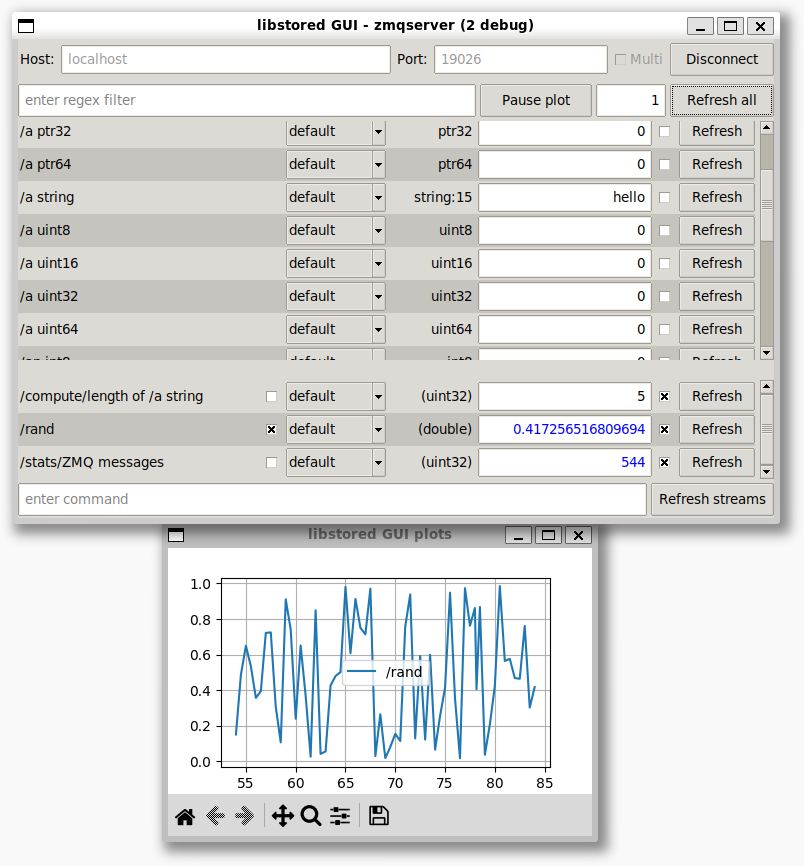 libstored GUI - zmqserver (2 debug)
Host: localhost Port: 19026 Multi Disconnect
enter regex filter Pause plot 1 Refresh all
/a ptr32 default ptr32 0 Refresh
/a ptr64 default ptr64 0 Refresh
/a string default string:15 hello Refresh
/a uint8 default uint8 0 Refresh
/a uint16 default uint16 0 Refresh
/a uint32 default uint32 0 Refresh
/a uint64 default uint64 0 Refresh
/compute/length of /a string default (uint32) 5 Refresh
/rand default (double) 0.417256516809694 Refresh
/stats/ZMQ messages default (uint32) 544 Refresh
enter command Refresh streams
libstored GUI plots
1.0
0.8
0.6
/rand
0.4
0.2
0.0
55 60 65 70 75 80 85